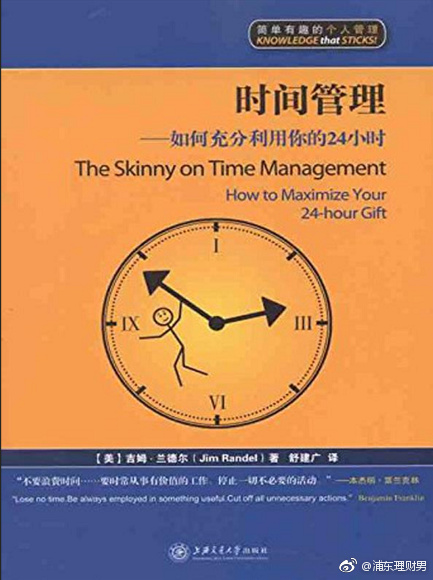 简单有趣的个人管理
KNOWLEDGE that STICKS!
时间管理
——如何充分利用你的24小时
The Skinny on Time Management
How to Maximize Your
24-hour Gift
I
IX
III
VI
【美】吉姆·兰德尔（Jim Randel）著 舒建广 译
“不要浪费时间……要时常从事有价值的工作，停止一切不必要的活动。”——本杰明·富兰克林
"Lose no time.Be always employed in something useful.Cut off all unnecessary actions." Benjamin Franklin
上海交通大学出版社
@浦东理财男